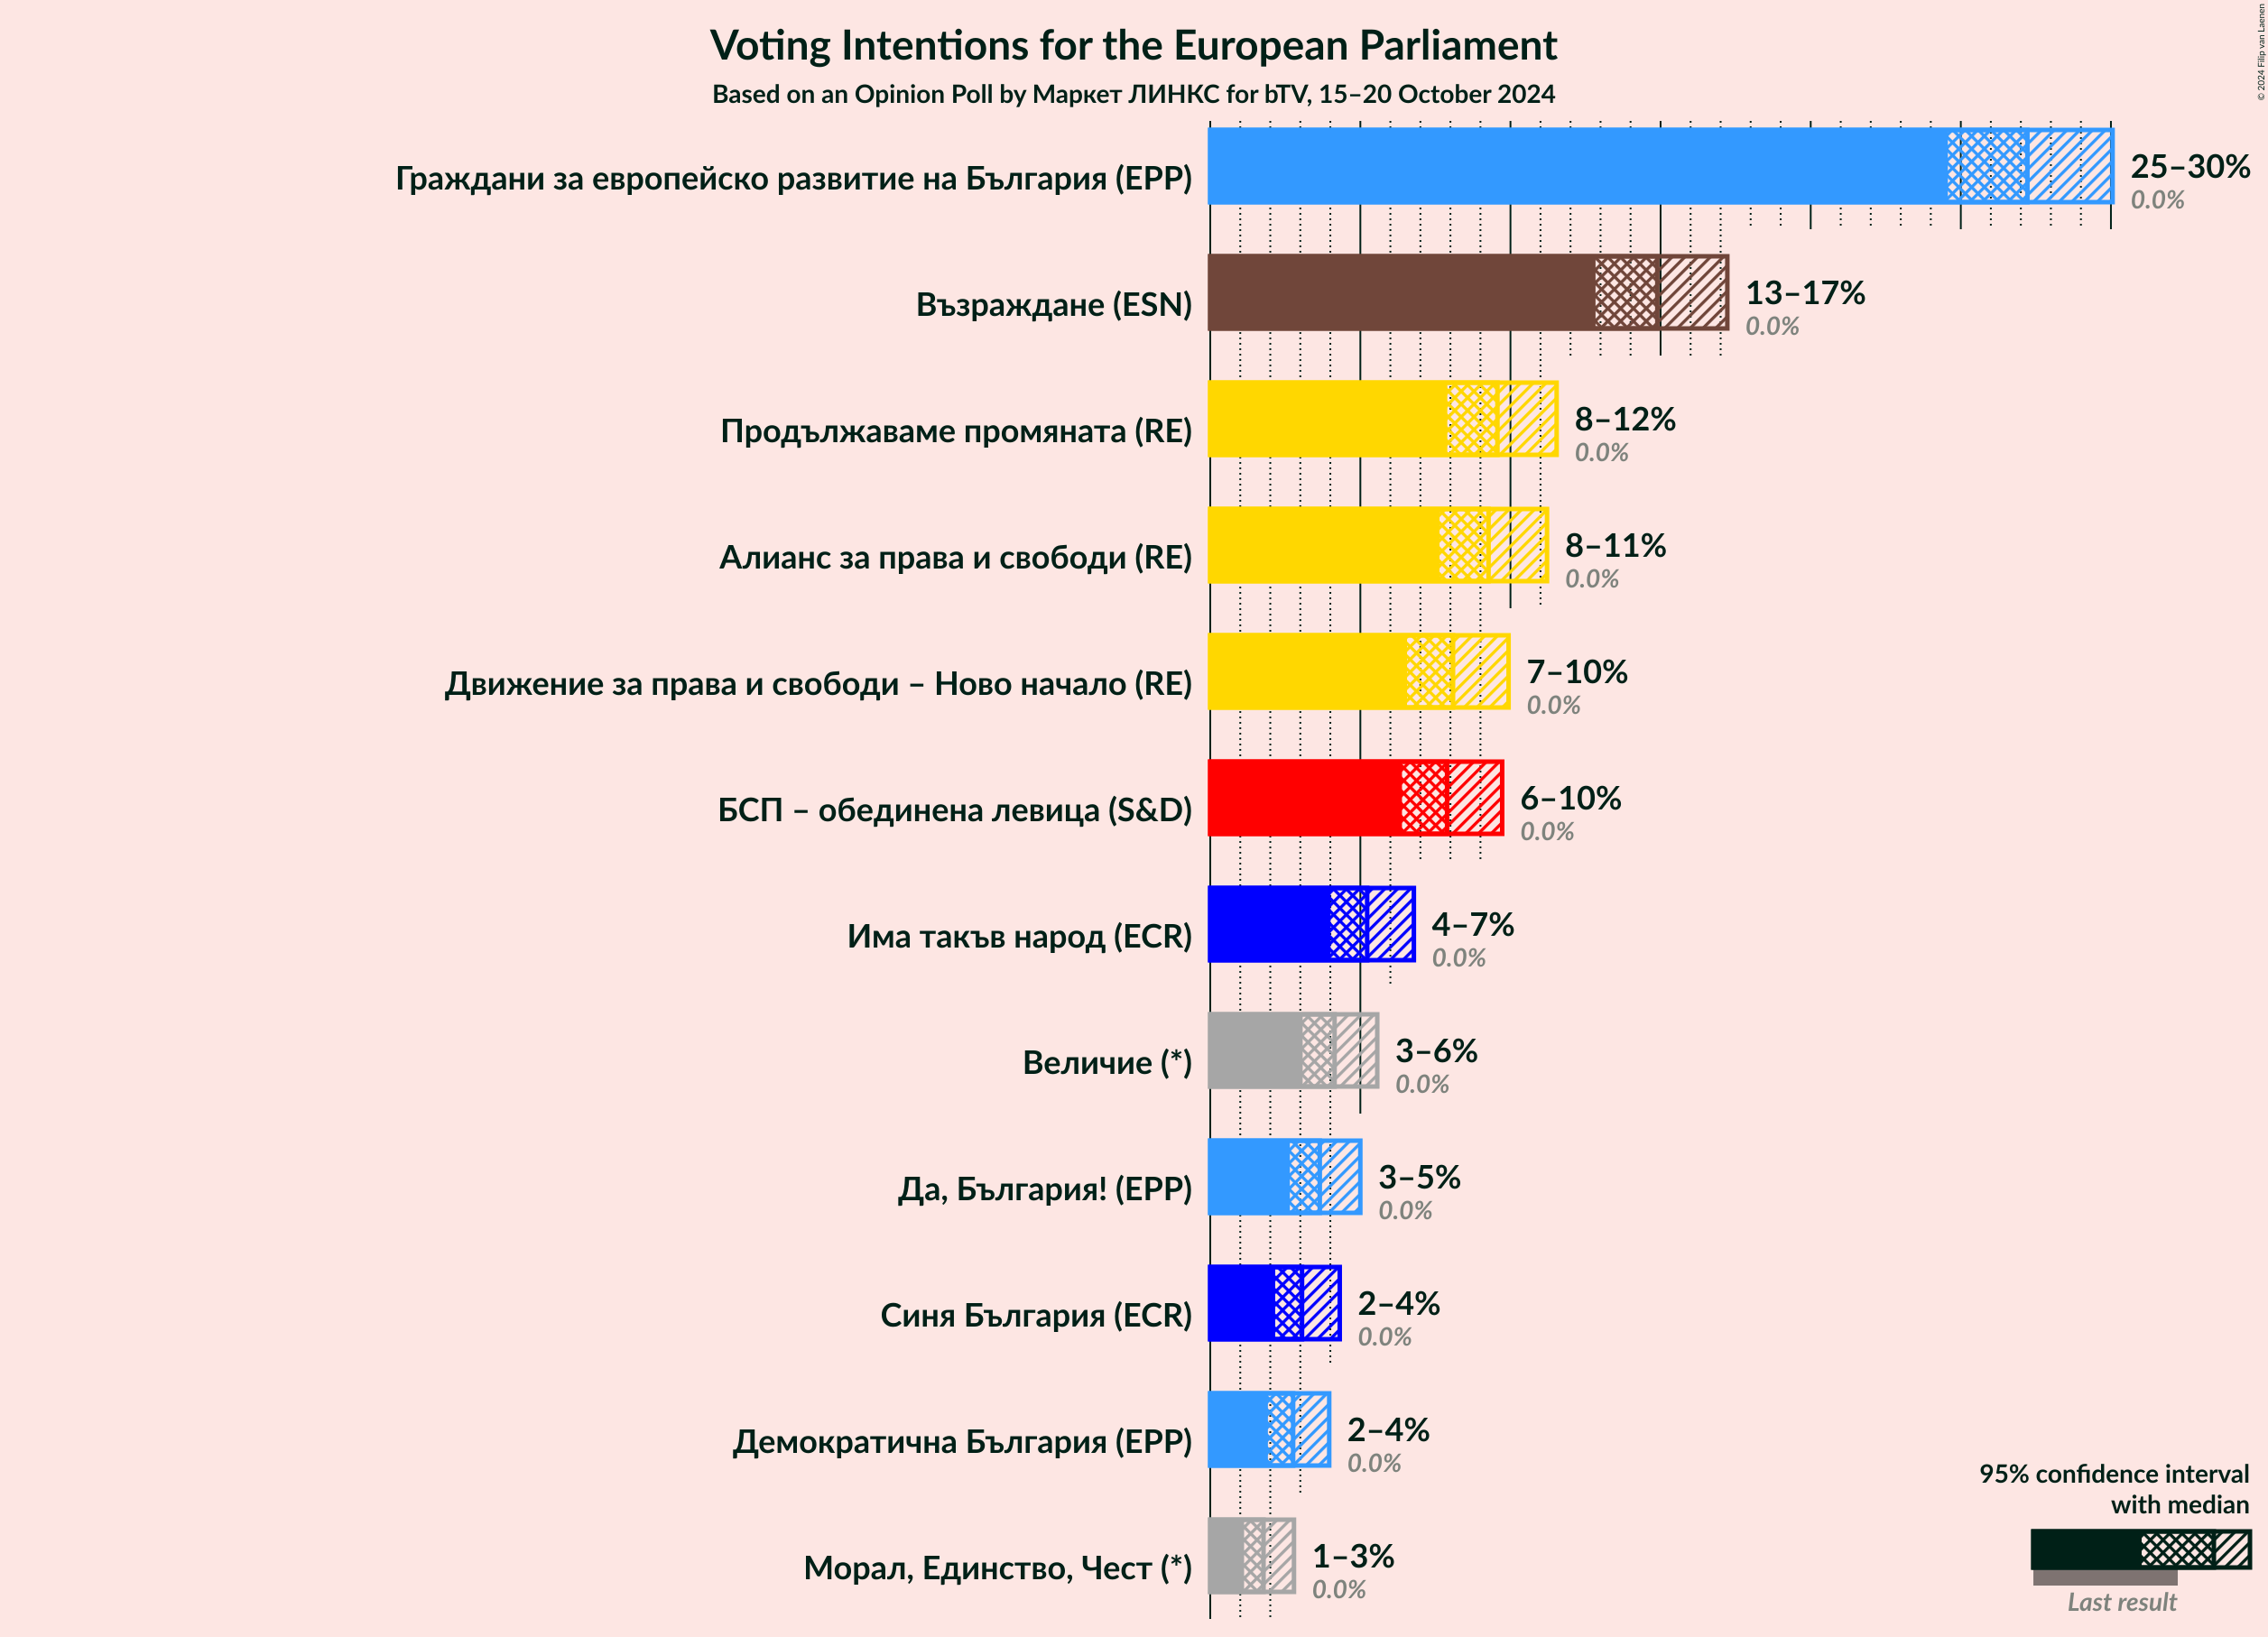 © 2024 Filip van Laenen
Voting Intentions for the European Parliament
Based on an Opinion Poll by Маркет ЛИНКС for bTV, 15–20 October 2024
Граждани за европейско развитие на България (EPP)
25–30%
0.0%
Възраждане (ESN)
13–17%
0.0%
Продължаваме промяната (RE)
8–12%
0.0%
Алианс за права и свободи (RE)
8–11%
0.0%
Движение за права и свободи – Ново начало (RE)
7–10%
0.0%
БСП – обединена левица (S&D)
6–10%
0.0%
Има такъв народ (ECR)
4–7%
0.0%
Величие (*)
3–6%
0.0%
Да, България! (EPP)
3–5%
0.0%
Синя България (ECR)
2–4%
0.0%
Демократична България (EPP)
2–4%
0.0%
Морал, Единство, Чест (*)
1–3%
0.0%
95% confidence interval
with median
Last result